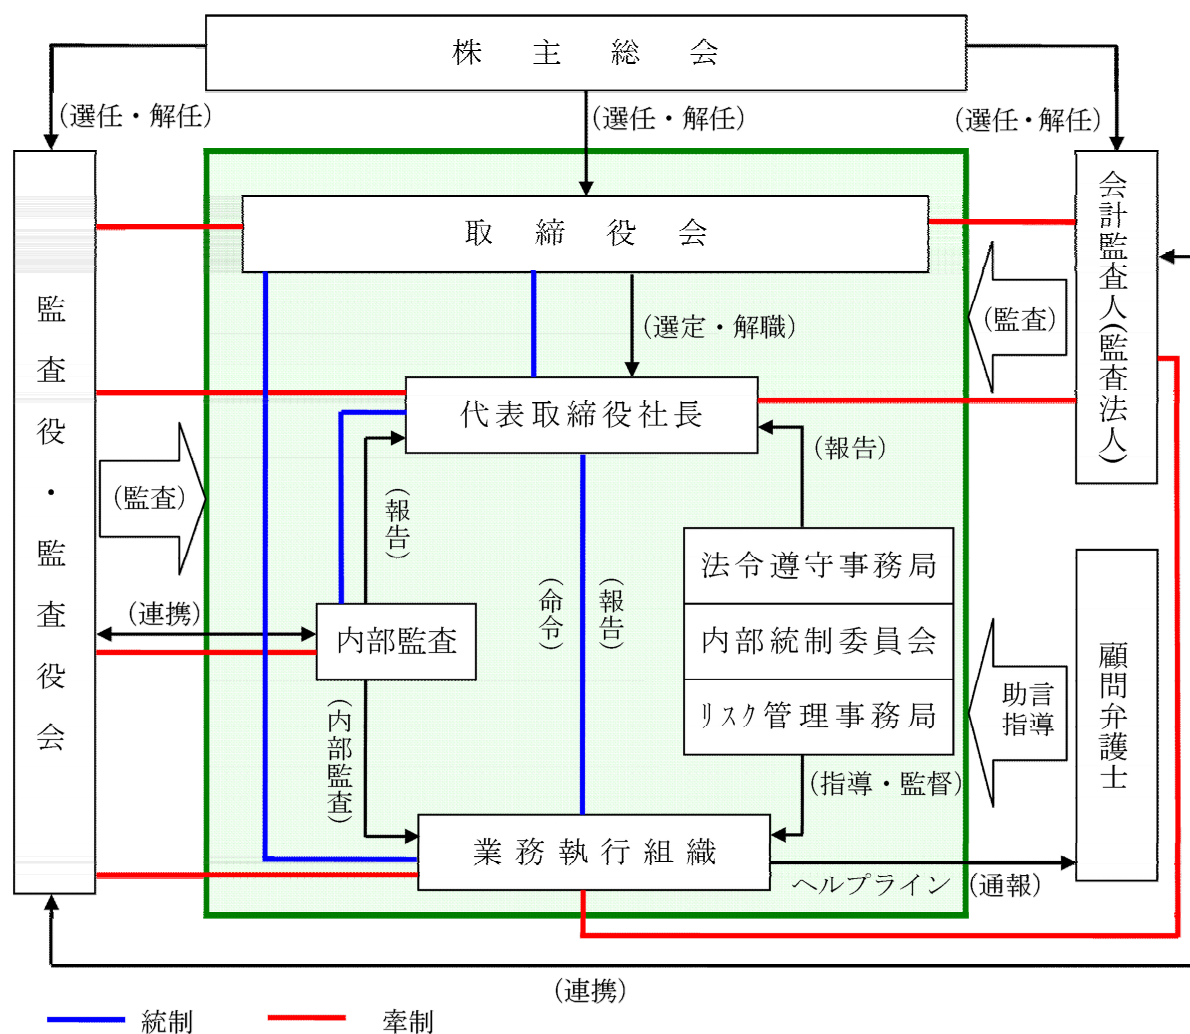 株主総会
(選任・解任)
(選任・解任)
(選任・解任)
取締役会
会計監査人(監査法人)
監査役・監査役会
(選定・解職)
(監査)
代表取締役社長
(報告)
(監査)
(報告)
法令遵守事務局
(命令)
(報告)
(連携)
内部監査
内部統制委員会
顧問弁護士
助言
指導
リスク管理事務局
(内部監査)
(指導・監督)
業務執行組織
ヘルプライン(通報)
(連携)
統制
牽制